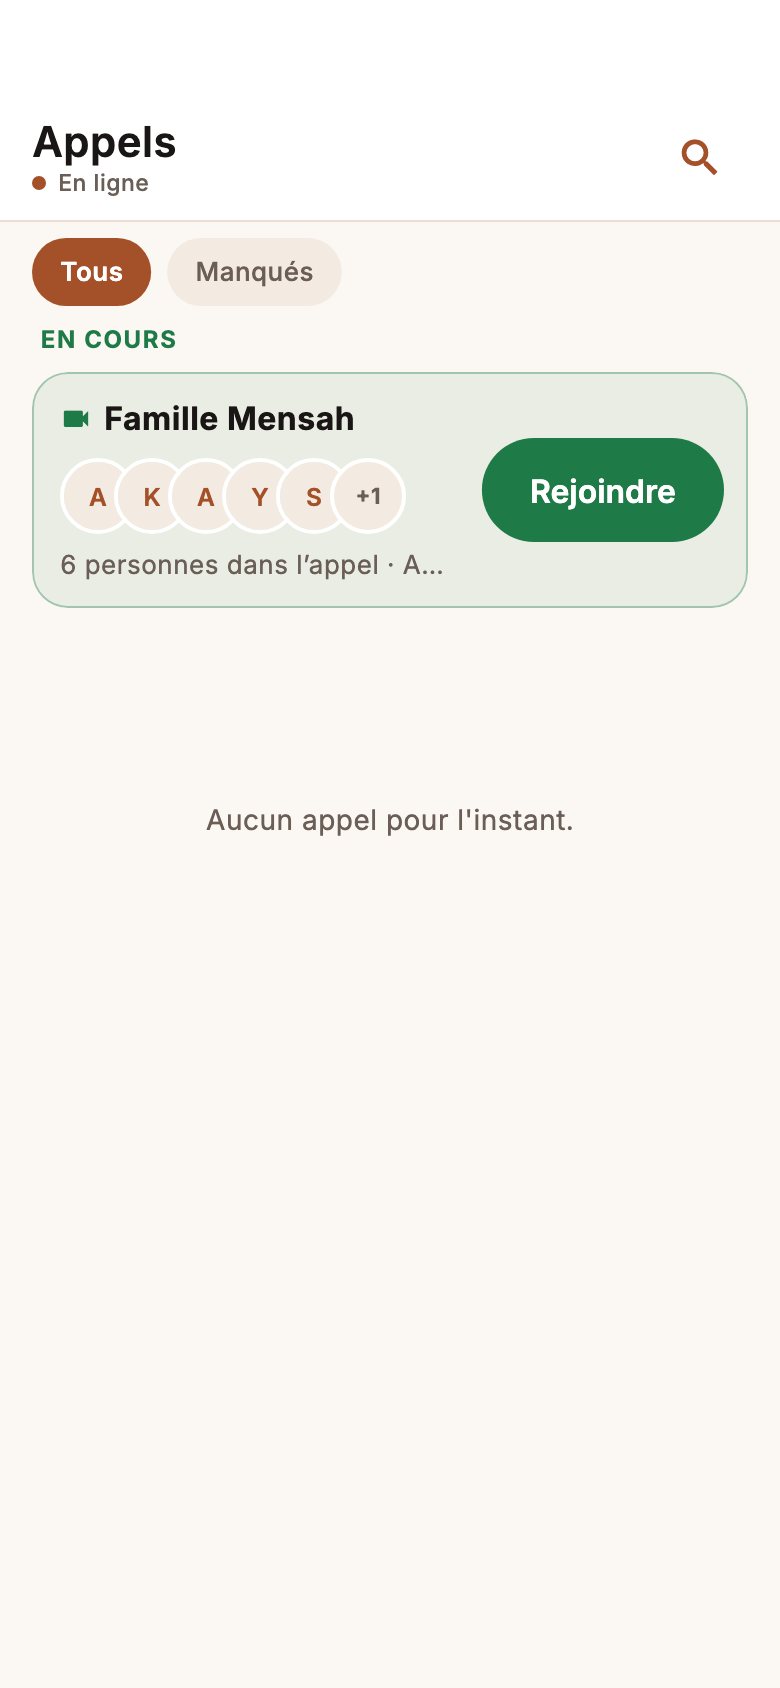 Appels
En ligne
Tous
Manqués
EN COURS
Famille Mensah
A K A Y S +1
Rejoindre
6 personnes dans l’appel · A...
Aucun appel pour l'instant.